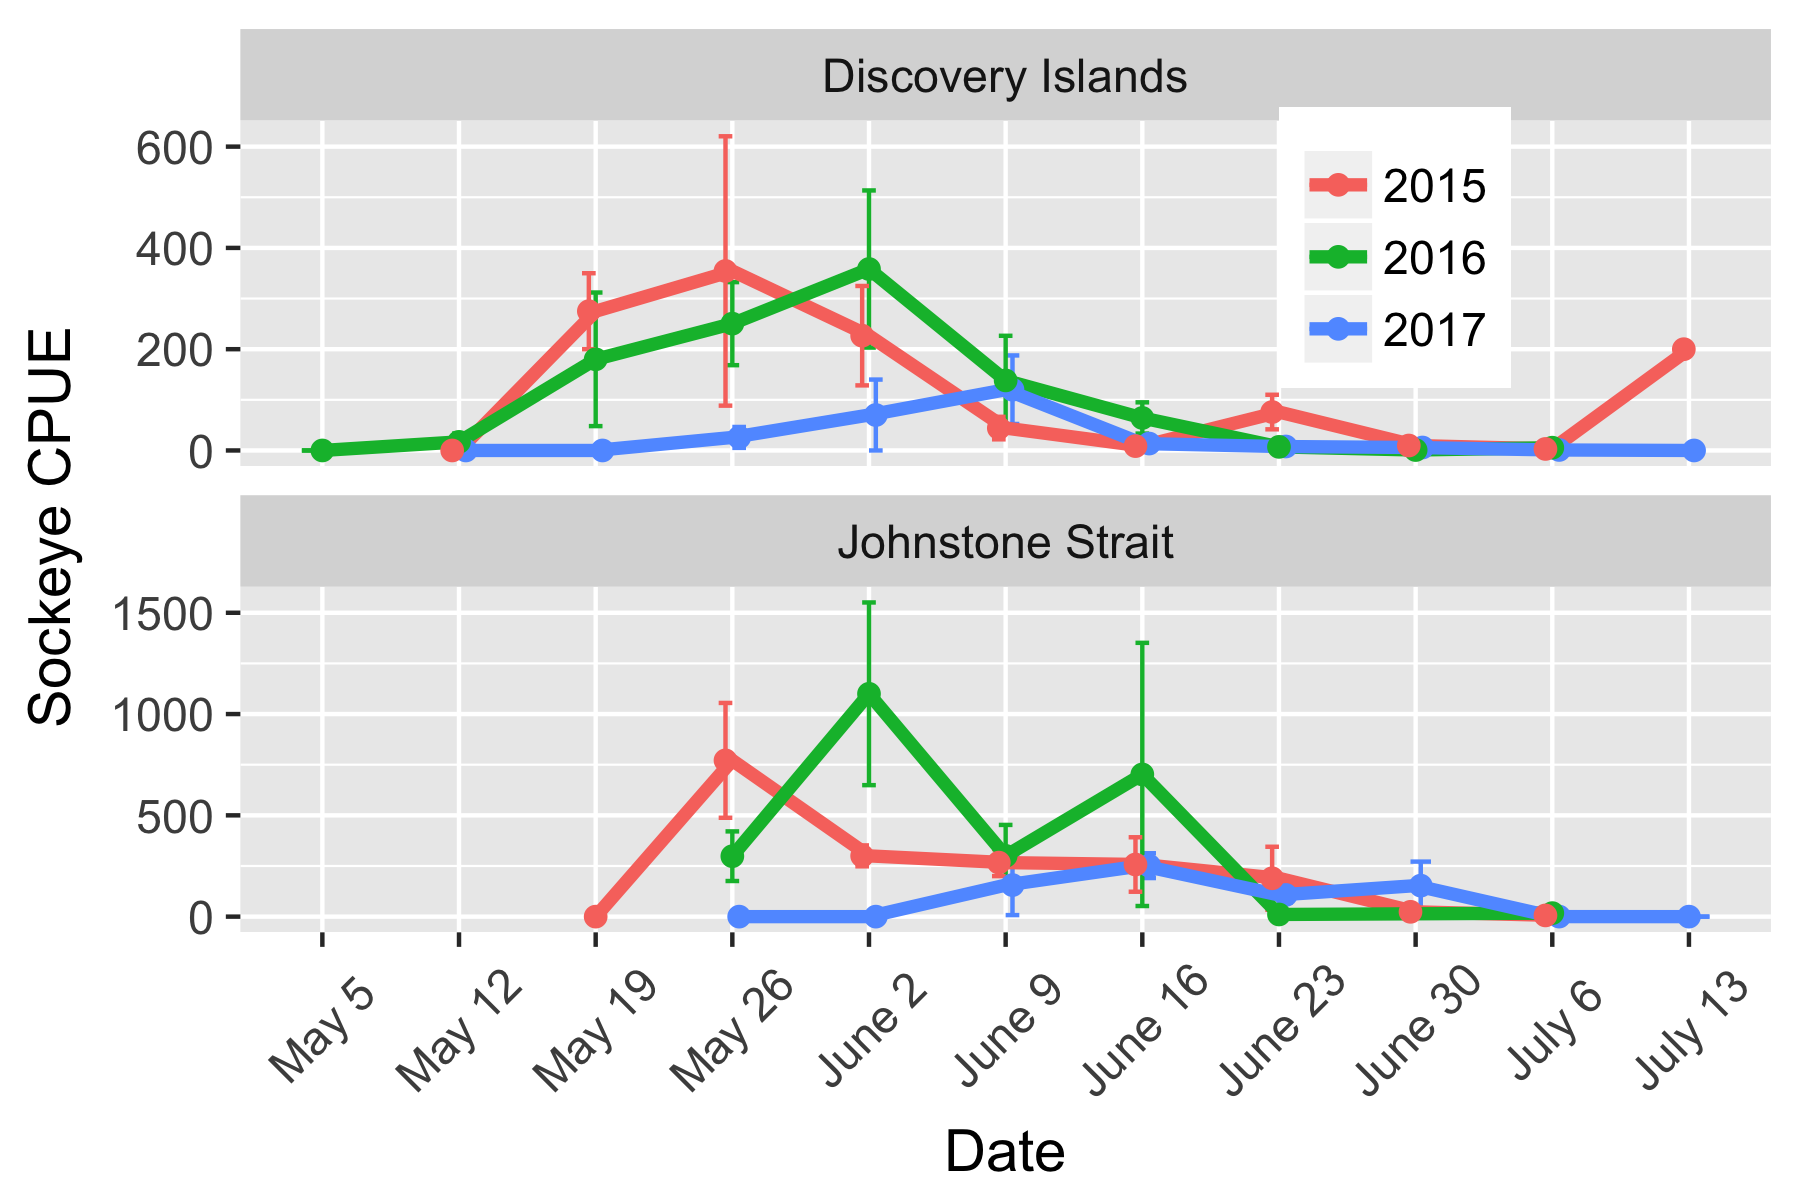 Discovery Islands
600
400
200
0
2015
2016
2017
Sockeye CPUE
Johnstone Strait
1500
1000
500
0
May 5
May 12
May 19
May 26
June 2
June 9
June 16
June 23
June 30
July 6
July 13
Date